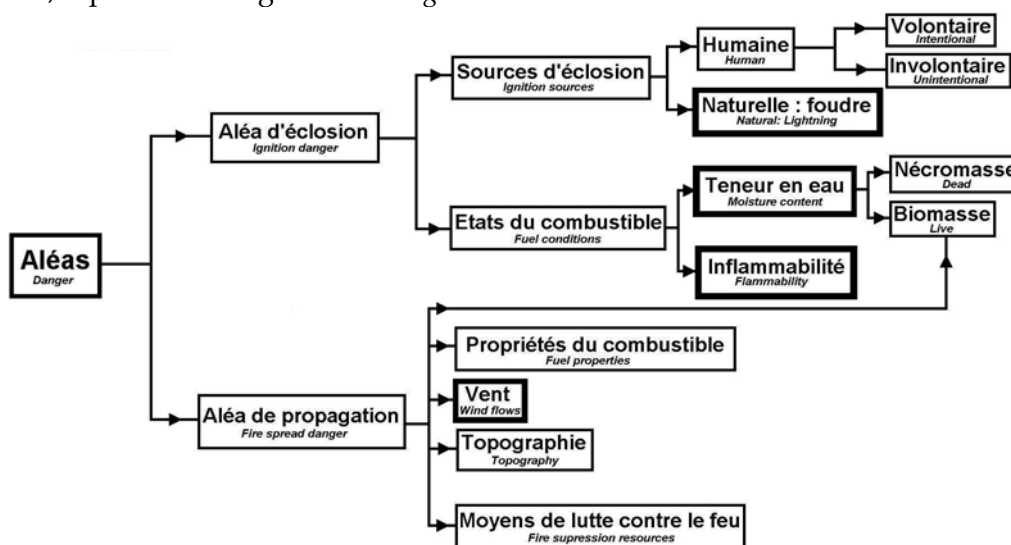 Volontaire
Intentional
Humaine
Human
Involontaire
Unintentional
Sources d'éclosion
Ignition sources
Naturelle : foudre
Natural: Lightning
Aléa d'éclosion
Ignition danger
Teneur en eau
Moisture content
Nécromasse
Dead
Biomasse
Live
Etats du combustible
Fuel conditions
Inflammabilité
Flammability
Aléas
Danger
Propriétés du combustible
Fuel properties
Vent
Wind flows
Aléa de propagation
Fire spread danger
Topographie
Topography
Moyens de lutte contre le feu
Fire supression resources